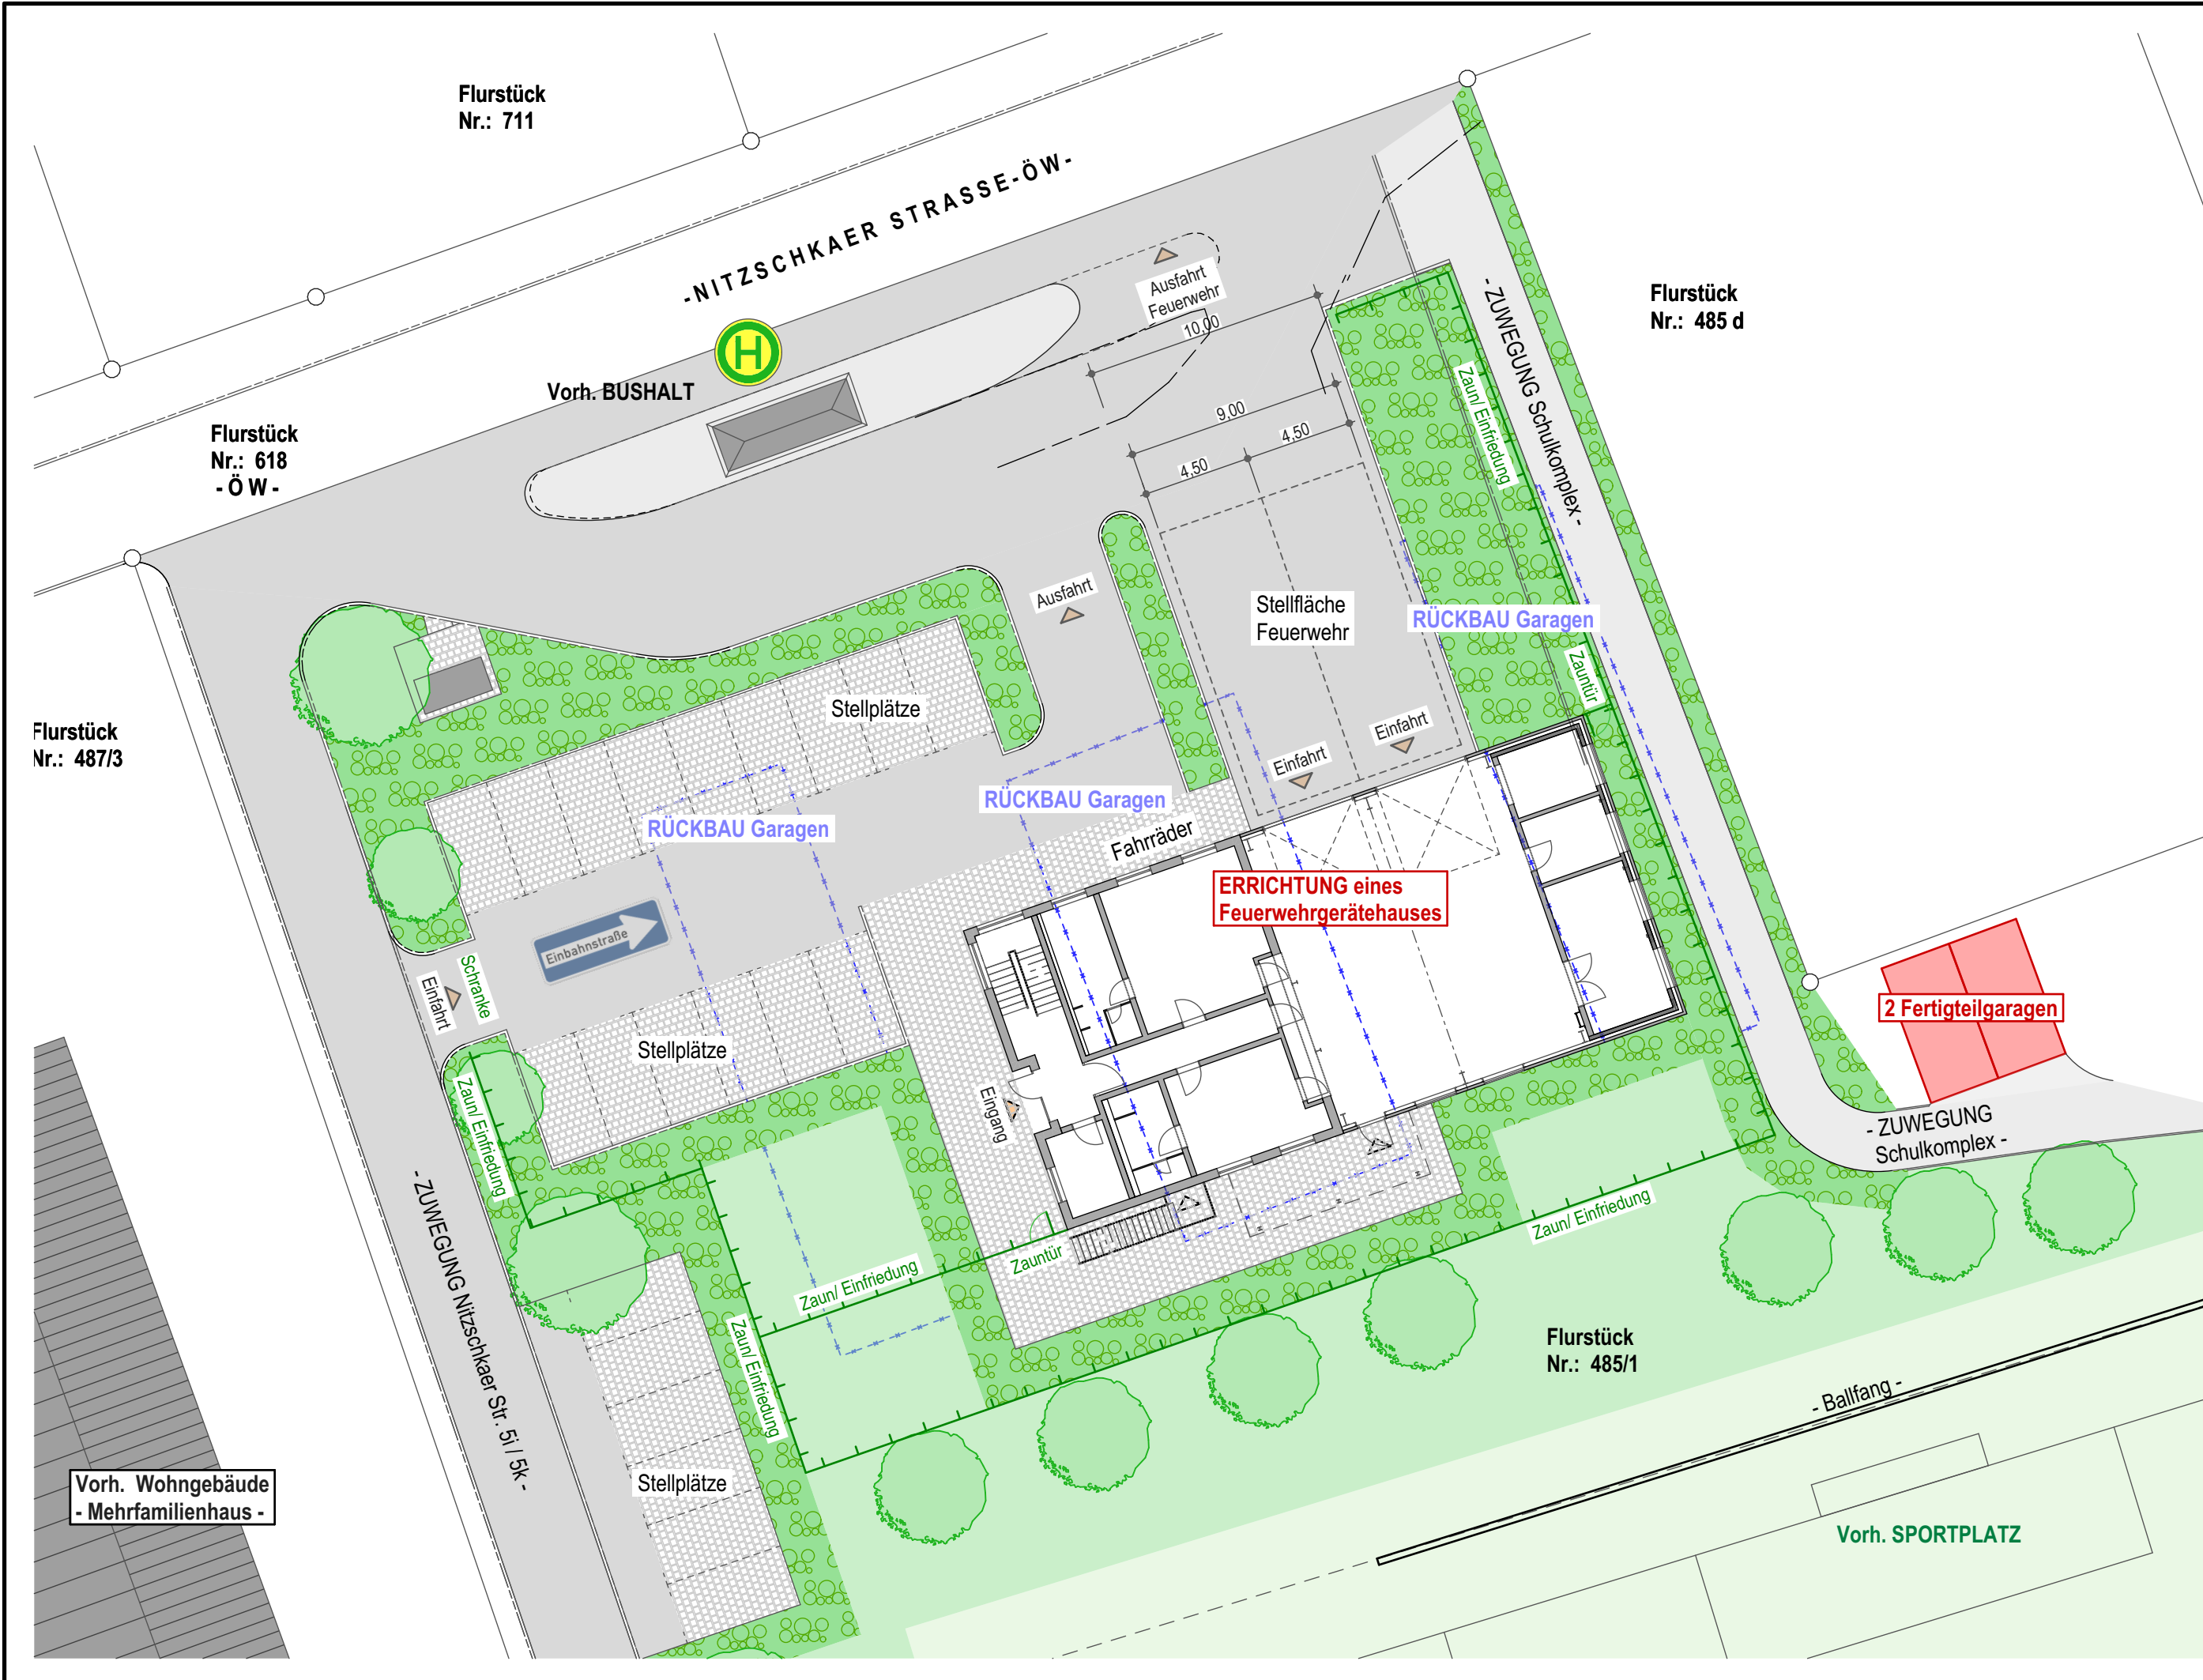 Flurstück
Nr.: 711
-NITZSCHKAER STRASSE-ÖW-
Ausfahrt
Feuerwehr
10,00
Flurstück
Nr.: 485 d
- ZUWEGUNG Schulkomplex -
Zaun/ Einfriedung
H
Vorh. BUSHALT
9,00
4,50
4,50
Flurstück
Nr.: 618
- Ö W -
Ausfahrt
Stellfläche
Feuerwehr
RÜCKBAU Garagen
Zauntür
Stellplätze
Flurstück
Nr.: 487/3
Einfahrt
Einfahrt
RÜCKBAU Garagen
RÜCKBAU Garagen
Fahrräder
ERRICHTUNG eines
Feuerwehrgerätehauses
Einbahnstraße
Schranke
Einfahrt
2 Fertigteilgaragen
Stellplätze
Eingang
Zaun/ Einfriedung
- ZUWEGUNG
Schulkomplex -
- ZUWEGUNG Nitzschkaer Str. 5i / 5k -
Zaun/ Einfriedung
Zauntür
Zaun/ Einfriedung
Zaun/ Einfriedung
Flurstück
Nr.: 485/1
- Ballfang -
Stellplätze
Vorh. Wohngebäude
- Mehrfamilienhaus -
Vorh. SPORTPLATZ